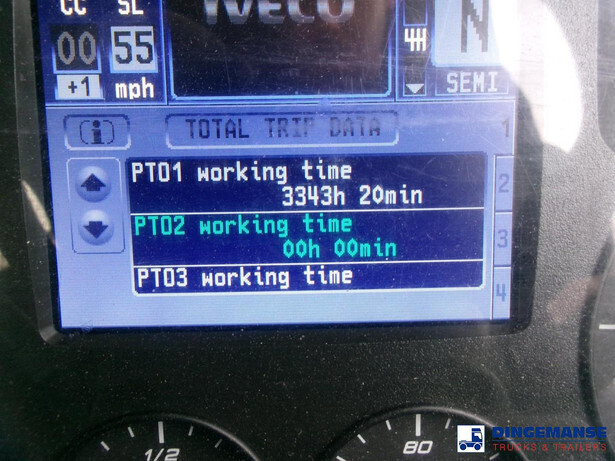 CC SL
IVECO
00 55
4H
N
+1 mph
SEMI
TOTAL TRIP DATA
1
PTO1 working time
3343h 20min
2
PTO2 working time
00h 00min
3
PTO3 working time
4
1/2
80
DINGEMANSE
TRUCKS & TRAILERS